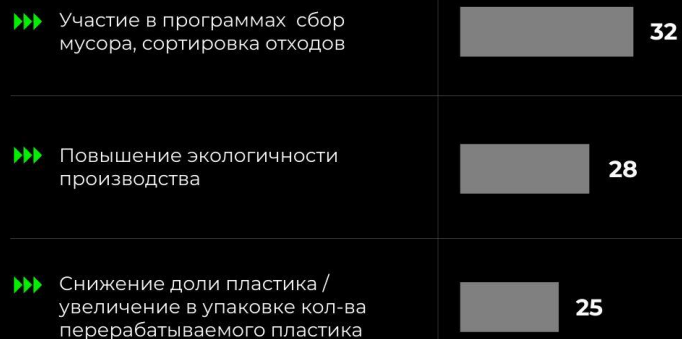 Участие в программах сбор
мусора, сортировка отходов
32
Повышение экологичности
производства
28
Снижение доли пластика /
увеличение в упаковке кол-ва
перерабатываемого пластика
25